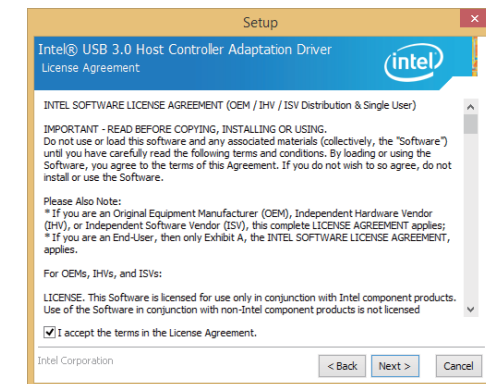 Setup
Intel® USB 3.0 Host Controller Adaptation Driver
License Agreement
intel
INTEL SOFTWARE LICENSE AGREEMENT (OEM / IHV / ISV Distribution & Single User)
IMPORTANT - READ BEFORE COPYING, INSTALLING OR USING.
Do not use or load this software and any associated materials (collectively, the "Software")
until you have carefully read the following terms and conditions. By loading or using the
Software, you agree to the terms of this Agreement. If you do not wish to so agree, do not
install or use the Software.
Please Also Note:
* If you are an Original Equipment Manufacturer (OEM), Independent Hardware Vendor
(IHV), or Independent Software Vendor (ISV), this complete LICENSE AGREEMENT applies;
* If you are an End-User, then only Exhibit A, the INTEL SOFTWARE LICENSE AGREEMENT,
applies.
For OEMs, IHVs, and ISVs:
LICENSE. This Software is licensed for use only in conjunction with Intel component products.
Use of the Software in conjunction with non-Intel component products is not licensed
I accept the terms in the License Agreement.
Intel Corporation
< Back Next > Cancel